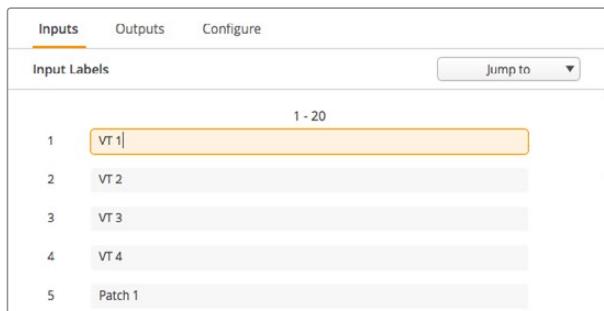 Inputs Outputs Configure
Input Labels Jump to
1 - 20
1 VT 1
2 VT 2
3 VT 3
4 VT 4
5 Patch 1